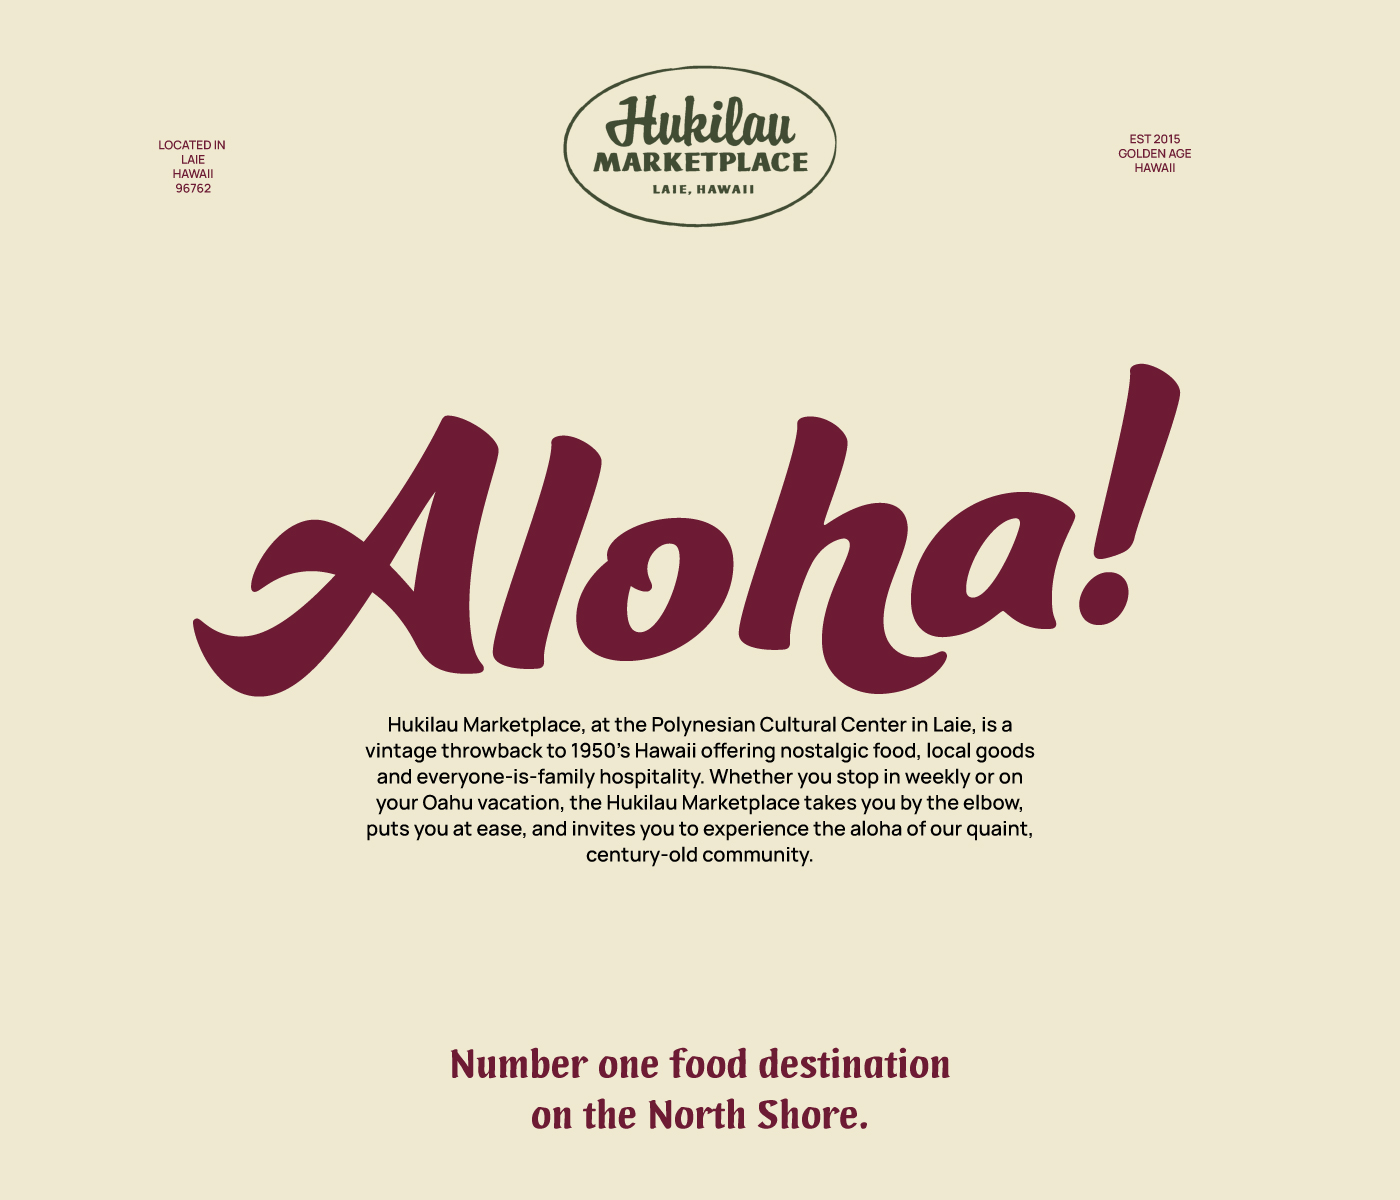 LOCATED IN
LAIE
HAWAII
96762
Hukilau
MARKETPLACE
LAIE, HAWAII
EST 2015
GOLDEN AGE
HAWAII
Aloha!
Hukilau Marketplace, at the Polynesian Cultural Center in Laie, is a
vintage throwback to 1950’s Hawaii offering nostalgic food, local goods
and everyone-is-family hospitality. Whether you stop in weekly or on
your Oahu vacation, the Hukilau Marketplace takes you by the elbow,
puts you at ease, and invites you to experience the aloha of our quaint,
century-old community.
Number one food destination
on the North Shore.